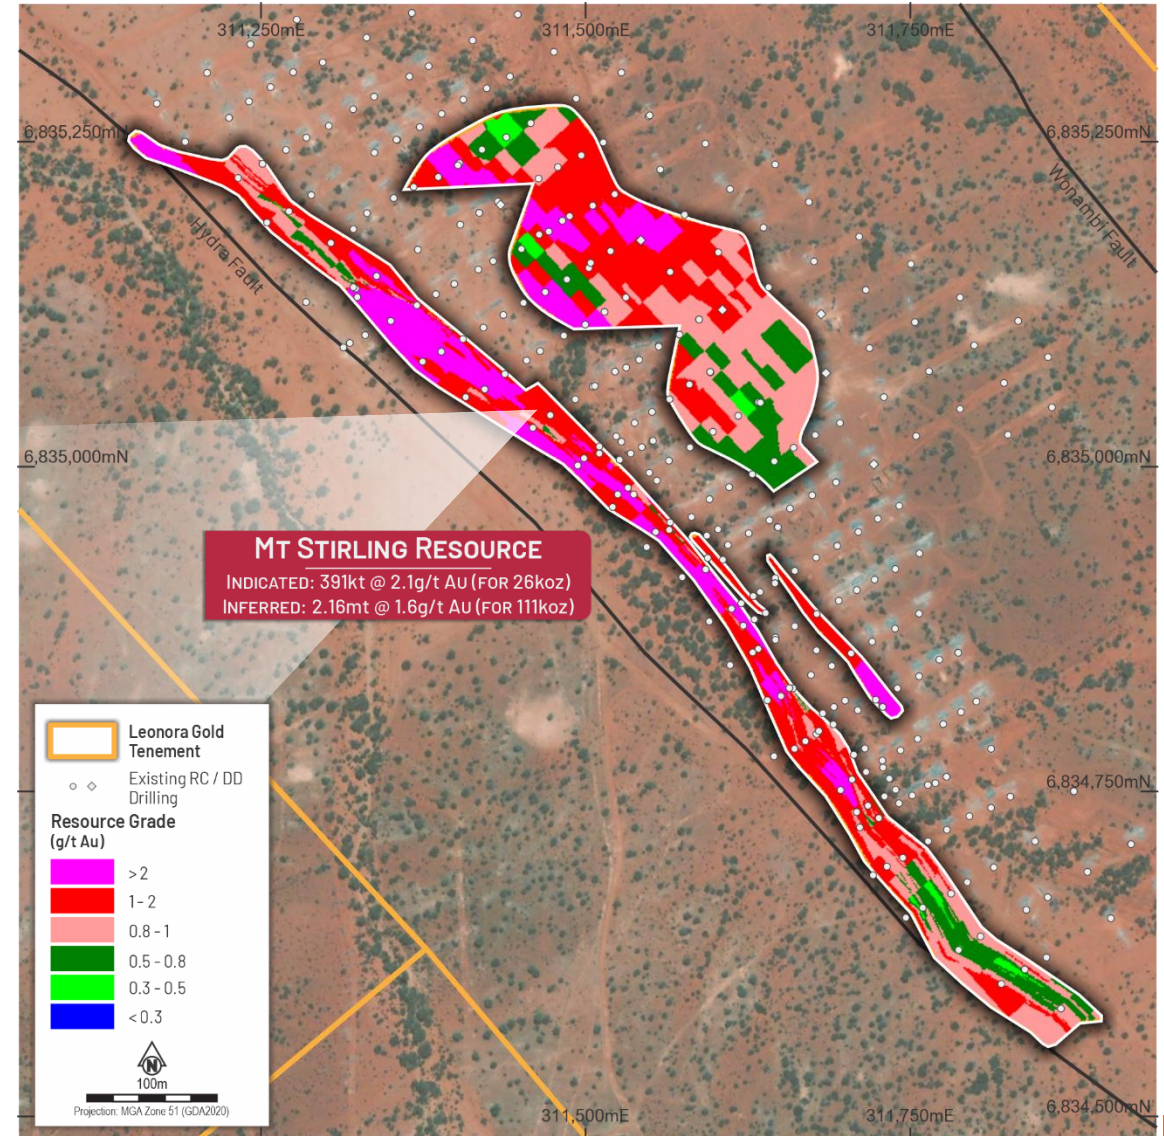 311,250mE
311,500mE
311,750mE
6,835,250mN
6,835,250mN
Wonambi Fault
Hydra Fault
6,835,000mN
6,835,000mN
MT STIRLING RESOURCE
INDICATED: 391kt @ 2.1g/t AU (FOR 26koz)
INFERRED: 2.16mt @ 1.6g/t AU (FOR 111koz)
Leonora Gold
Tenement
Existing RC / DD
Drilling
Resource Grade
(g/t Au)
>2
1 - 2
0.8 - 1
0.5 - 0.8
0.3 - 0.5
<0.3
N
100m
Projection: MGA Zone 51 (GDA2020)
6,834,750mN
311,500mE
311,750mE
6,834,500mN